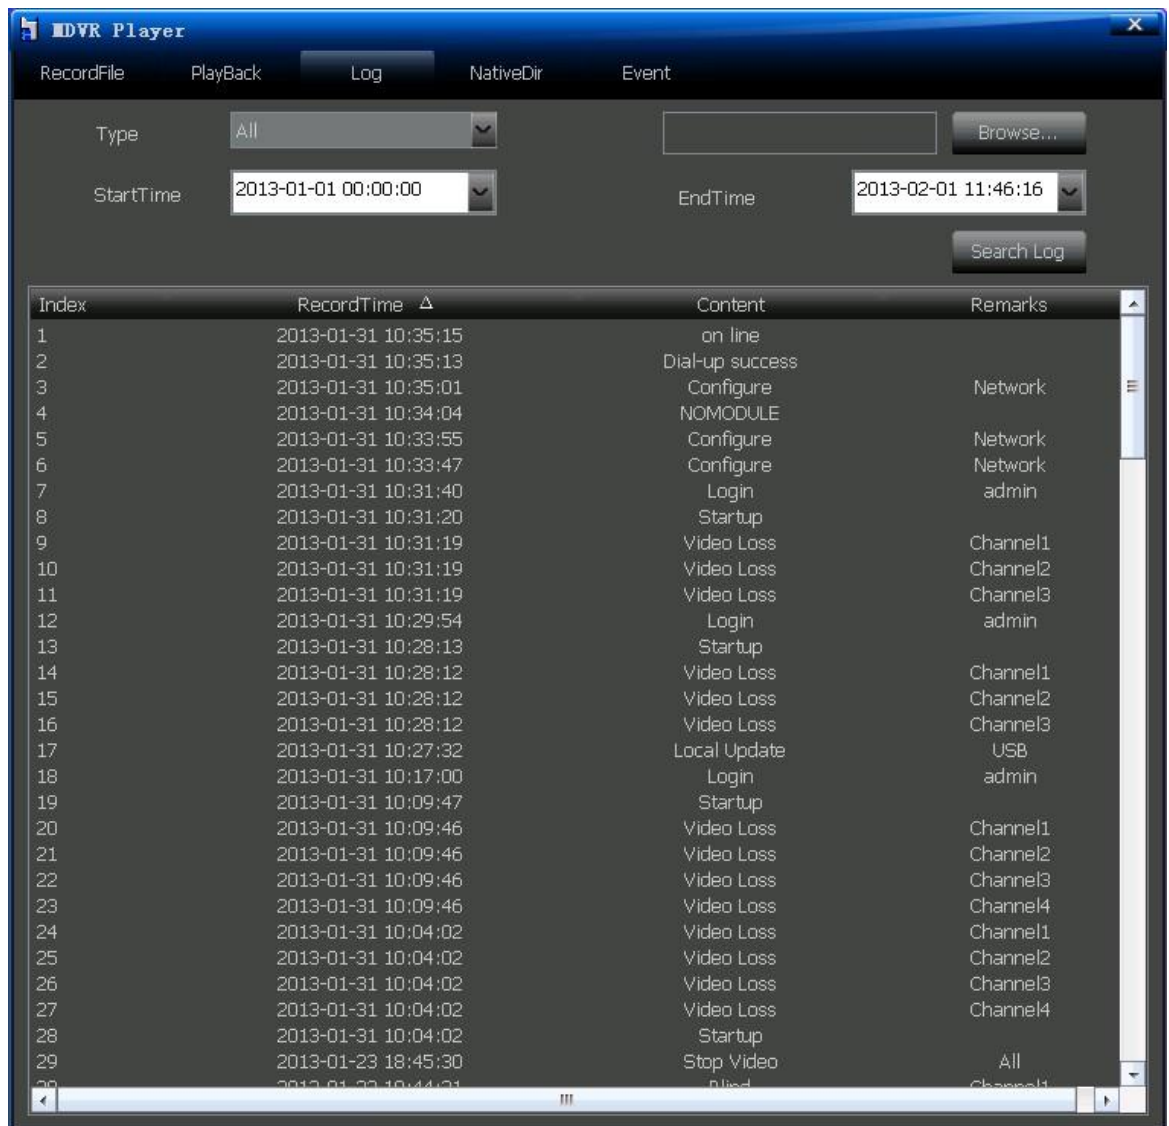 MDVR Player
RecordFile PlayBack Log NativeDir Event
Type All Browse...
StartTime 2013-01-01 00:00:00 EndTime 2013-02-01 11:46:16
Search Log
Index RecordTime Δ Content Remarks
1 2013-01-31 10:35:15 on line
2 2013-01-31 10:35:13 Dial-up success
3 2013-01-31 10:35:01 Configure Network
4 2013-01-31 10:34:04 NOMODULE
5 2013-01-31 10:33:55 Configure Network
6 2013-01-31 10:33:47 Configure Network
7 2013-01-31 10:31:40 Login admin
8 2013-01-31 10:31:20 Startup
9 2013-01-31 10:31:19 Video Loss Channel1
10 2013-01-31 10:31:19 Video Loss Channel2
11 2013-01-31 10:31:19 Video Loss Channel3
12 2013-01-31 10:29:54 Login admin
13 2013-01-31 10:28:13 Startup
14 2013-01-31 10:28:12 Video Loss Channel1
15 2013-01-31 10:28:12 Video Loss Channel2
16 2013-01-31 10:28:12 Video Loss Channel3
17 2013-01-31 10:27:32 Local Update USB
18 2013-01-31 10:17:00 Login admin
19 2013-01-31 10:09:47 Startup
20 2013-01-31 10:09:46 Video Loss Channel1
21 2013-01-31 10:09:46 Video Loss Channel2
22 2013-01-31 10:09:46 Video Loss Channel3
23 2013-01-31 10:09:46 Video Loss Channel4
24 2013-01-31 10:04:02 Video Loss Channel1
25 2013-01-31 10:04:02 Video Loss Channel2
26 2013-01-31 10:04:02 Video Loss Channel3
27 2013-01-31 10:04:02 Video Loss Channel4
28 2013-01-31 10:04:02 Startup
29 2013-01-23 18:45:30 Stop Video All